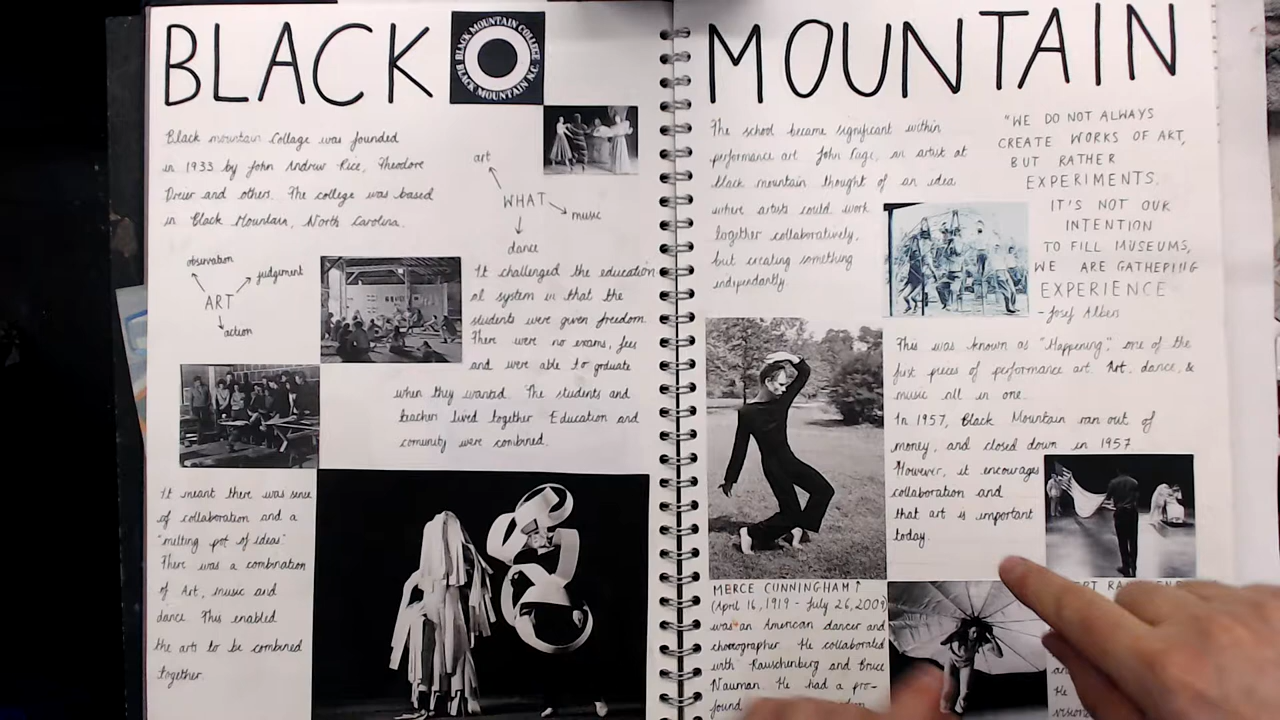 BLACK
BLACK MOUNTAIN COLLEGE
BLACK MOUNTAIN N.C.
Black mountain Collage was founded
in 1933 by John Andrew Rice, Theodore
Dreir and others. The college was based
in Black Mountain, North Carolina.
art
WHAT
music
dance
observation
judgement
ART
action
It challenged the education
al system in that the
students were given freedom.
There were no exams, fees
and were able to graduate
when they wanted. The students and
teachers lived together Education and
comunity were combined.
It meant there was sense
of collaboration and a
"melting pot of ideas"
There was a combination
of Art, music and
dance. This enabled
the arts to be combined
together.
MOUNTAIN
The school became significant within
performance art. John Cage, an artist at
black mountain thought of an idea
where artists could work
together collaboratively,
but creating something
independantly.
"WE DO NOT ALWAYS
CREATE WORKS OF ART,
BUT RATHER
EXPERIMENTS.
IT'S NOT OUR
INTENTION
TO FILL MUSEUMS,
WE ARE GATHEPING
EXPERIENCE
- Josef Albers
This was known as "Happening", one of the
first pieces of performance art. Art, dance, &
music all in one.
In 1957, Black Mountain ran out of
money, and closed down in 1957
However, it encourages
collaboration and
that art is important
today.
MERCE CUNNINGHAM↑
(April 16, 1919 - July 26, 2009)
was an American dancer and
choreographer. He collaborated
with Rauschenberg and Bruce
Nauman. He had a pro-
found
He